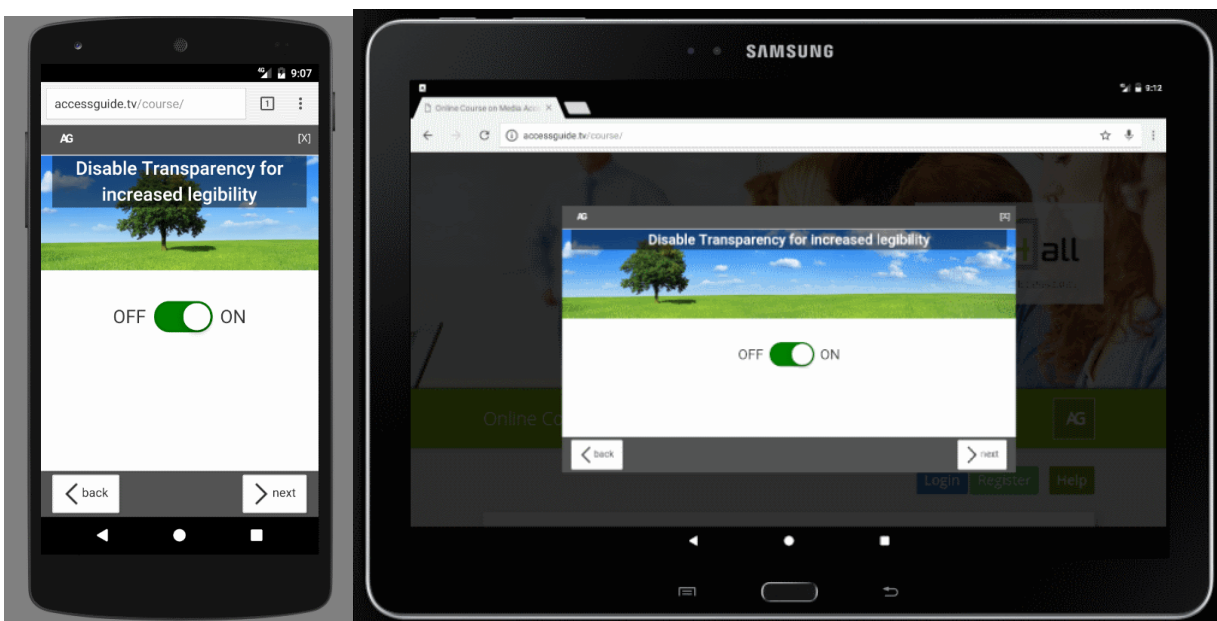 4G 9:07
accessguide.tv/course/ 1
AG [X]
Disable Transparency for
increased legibility
OFF ON
back next
SAMSUNG
9:12
Online Course on Media Acc
accessguide.tv/course/
all
AG [X]
Disable Transparency for increased legibility
OFF ON
Online Co AG
back next
Login Register Help